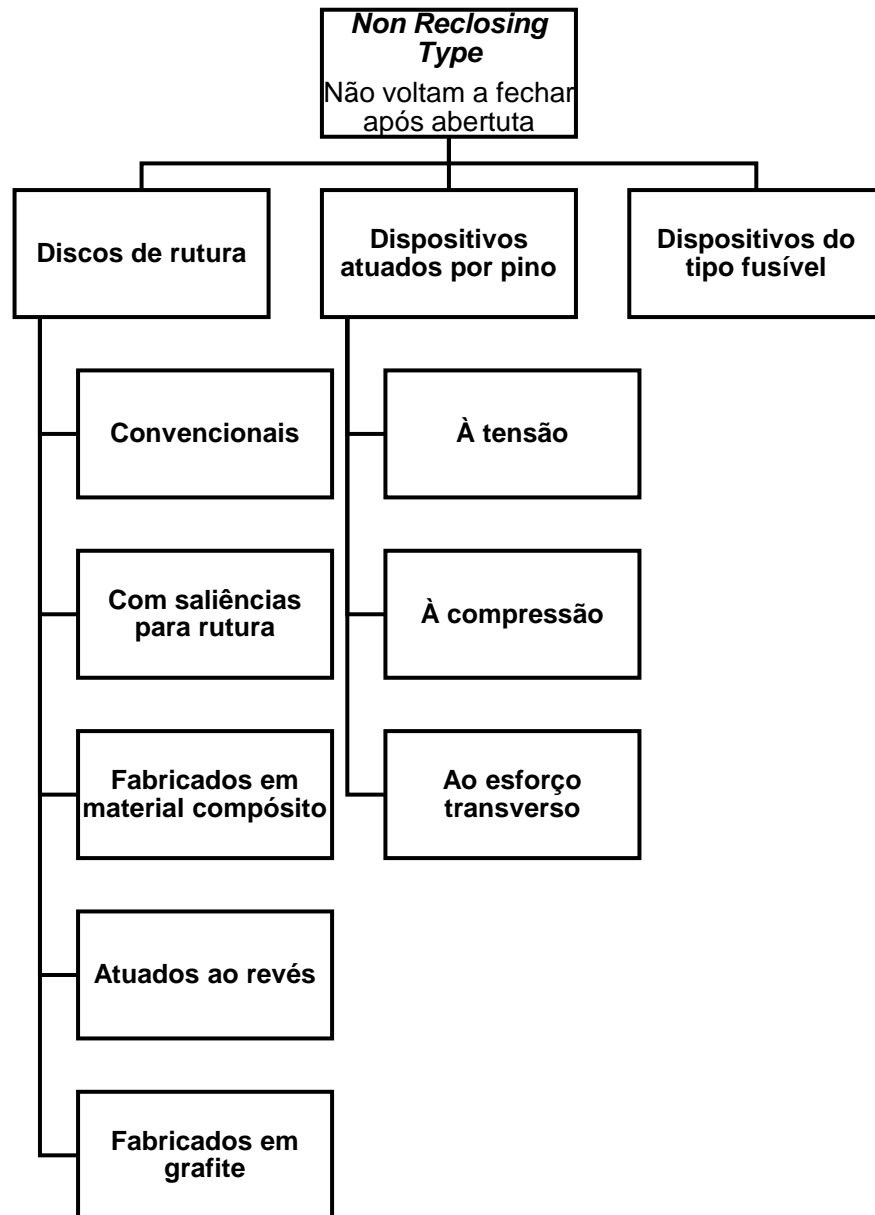 Non Reclosing
Type
Não voltam a fechar
após abertuta
Discos de rutura
Dispositivos
atuados por pino
Dispositivos do
tipo fusível
Convencionais
À tensão
Com saliências
para rutura
À compressão
Fabricados em
material compósito
Ao esforço
transverso
Atuados ao revés
Fabricados em
grafite